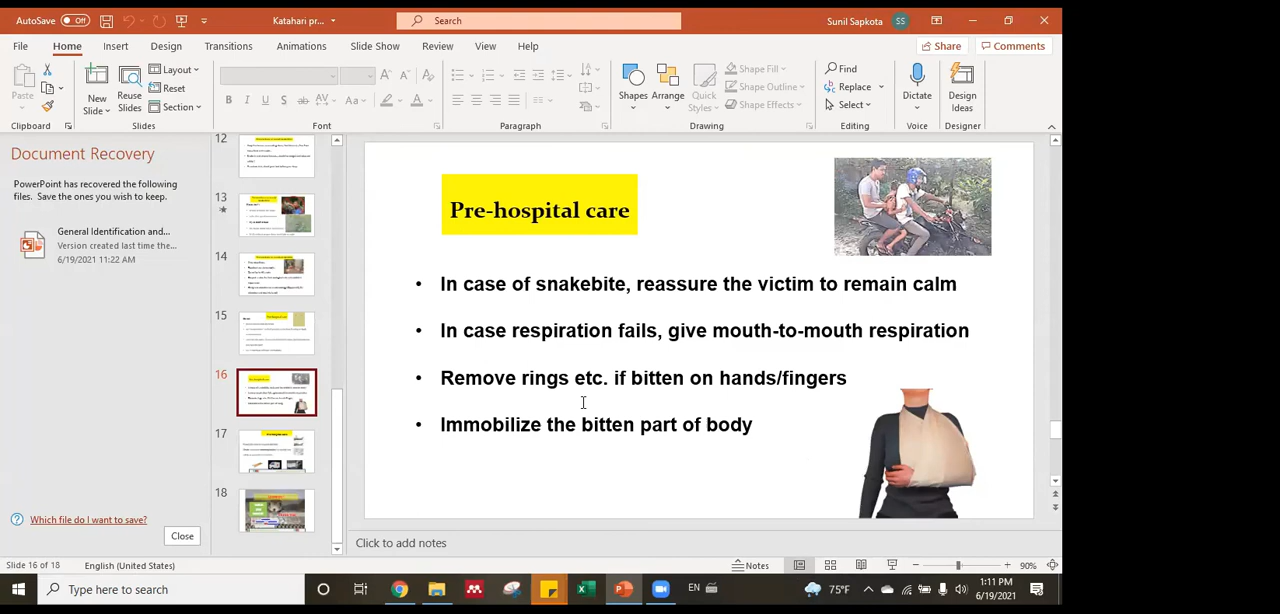 AutoSave
Off
Katahari pr...
Search
Sunil Sapkota
SS
File
Home
Insert
Design
Transitions
Animations
Slide Show
Review
View
Help
Share
Comments
Paste
New
Slide
Reuse
Slides
Layout
Reset
Section
Shapes
Arrange
Quick
Styles
Shape Fill
Shape Outline
Shape Effects
Find
Replace
Select
Dictate
Design
Ideas
Clipboard
Slides
Font
Paragraph
Drawing
Editing
Voice
Designer
Document Recovery
PowerPoint has recovered the following
files. Save the ones you wish to keep.
General Identification and...
Version created last time the...
6/19/2021 11:22 AM
Which file do I want to save?
Close
12
13
14
15
16
17
18
Pre-hospital care
• In case of snakebite, reassure the victim to remain calm
• In case respiration fails, give mouth-to-mouth respiration
• Remove rings etc. if bitten on hands/fingers
• Immobilize the bitten part of body
Click to add notes
Slide 16 of 18
English (United States)
Notes
90%
Type here to search
EN
75°F
1:11 PM
6/19/2021